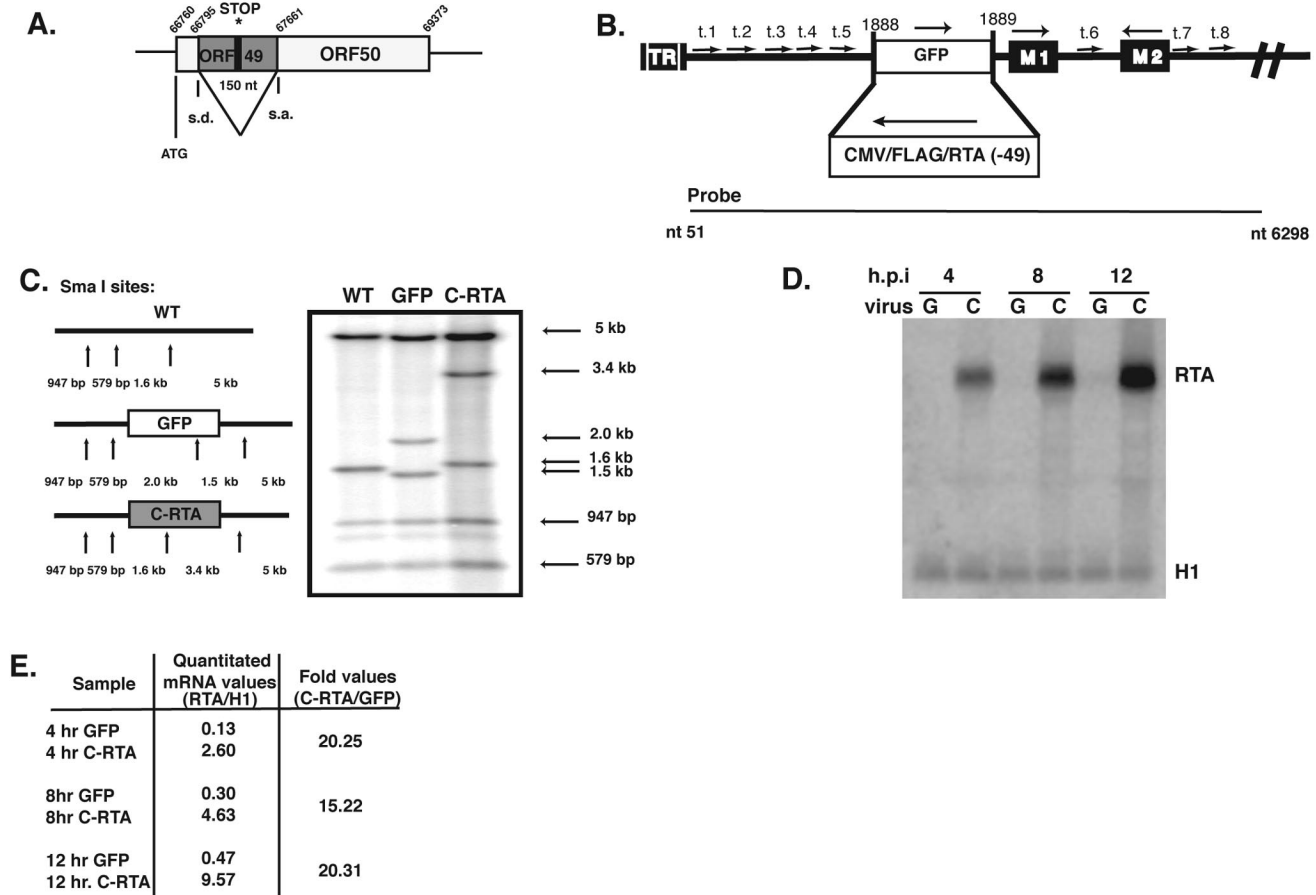 A.
STOP
*
66760 66795 67661 69373
ORF 49 ORF50
150 nt
s.d. s.a.
ATG
B.
t.1 t.2 t.3 t.4 t.5 1888 1889 t.6 t.7 t.8
TR GFP M1 M2
CMV/FLAG/RTA (-49)
Probe
nt 51 nt 6298
C. Sma I sites:
WT
947 bp 579 bp 1.6 kb 5 kb
GFP
947 bp 579 bp 2.0 kb 1.5 kb 5 kb
C-RTA
947 bp 579 bp 1.6 kb 3.4 kb 5 kb
WT GFP C-RTA
5 kb
3.4 kb
2.0 kb
1.6 kb
1.5 kb
947 bp
579 bp
D.
h.p.i 4 8 12
virus G C G C G C
RTA
H1
E.
Sample Quantitated mRNA values (RTA/H1) Fold values (C-RTA/GFP)
4 hr GFP 0.13
4 hr C-RTA 2.60
20.25
8hr GFP 0.30
8hr C-RTA 4.63
15.22
12 hr GFP 0.47
12 hr. C-RTA 9.57
20.31